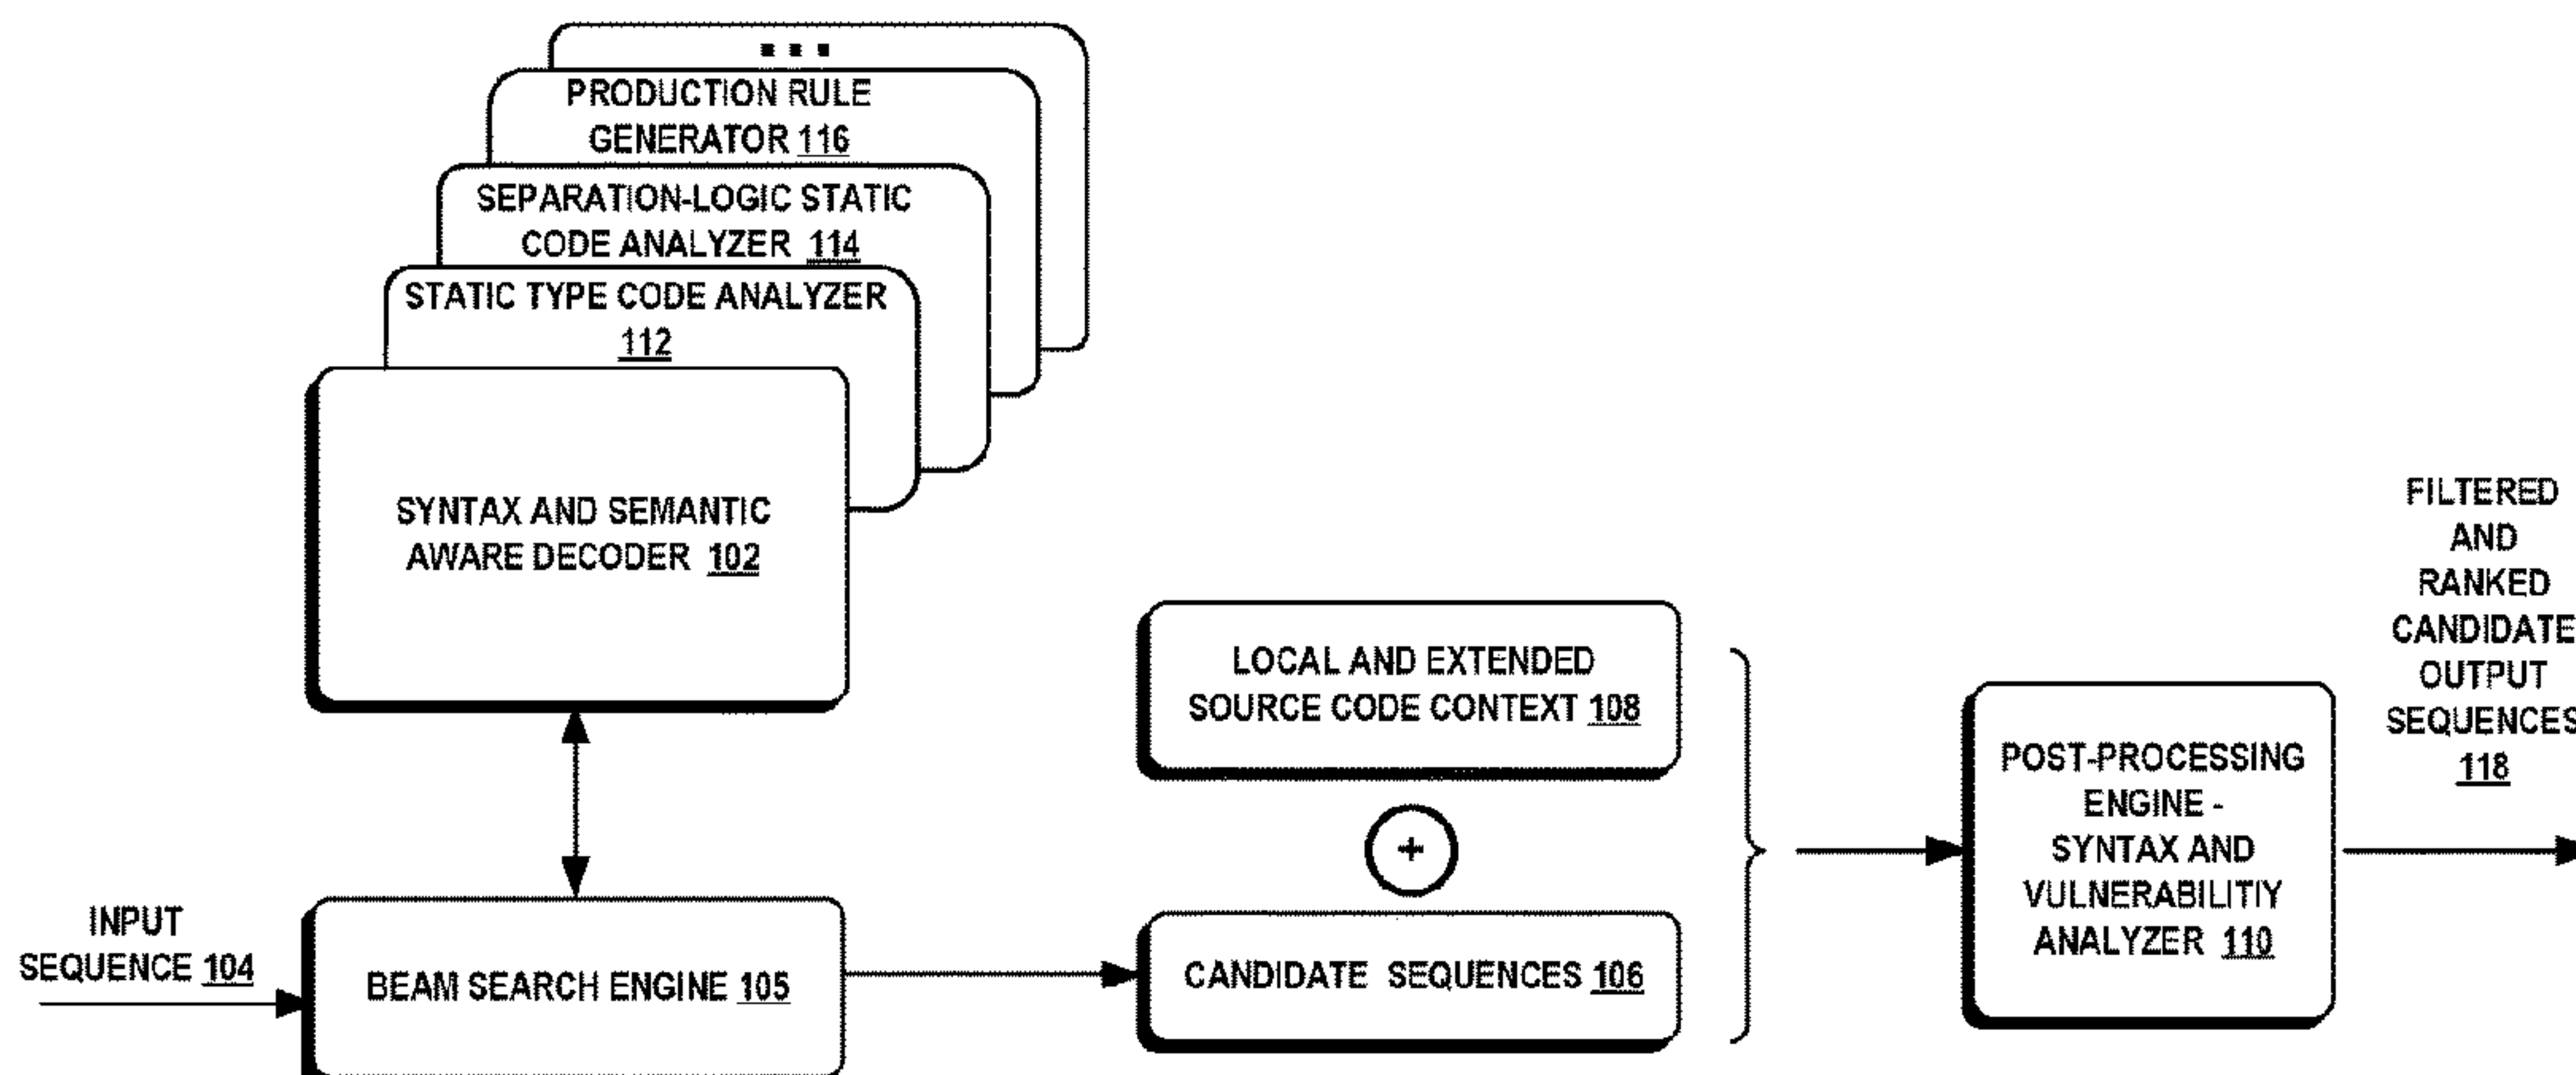 ...
PRODUCTION RULE
GENERATOR 116
SEPARATION-LOGIC STATIC
CODE ANALYZER 114
STATIC TYPE CODE ANALYZER
112
SYNTAX AND SEMANTIC
AWARE DECODER 102
INPUT
SEQUENCE 104
BEAM SEARCH ENGINE 105
LOCAL AND EXTENDED
SOURCE CODE CONTEXT 108
+
CANDIDATE SEQUENCES 106
POST-PROCESSING
ENGINE -
SYNTAX AND
VULNERABILITIY
ANALYZER 110
FILTERED
AND
RANKED
CANDIDATE
OUTPUT
SEQUENCES
118